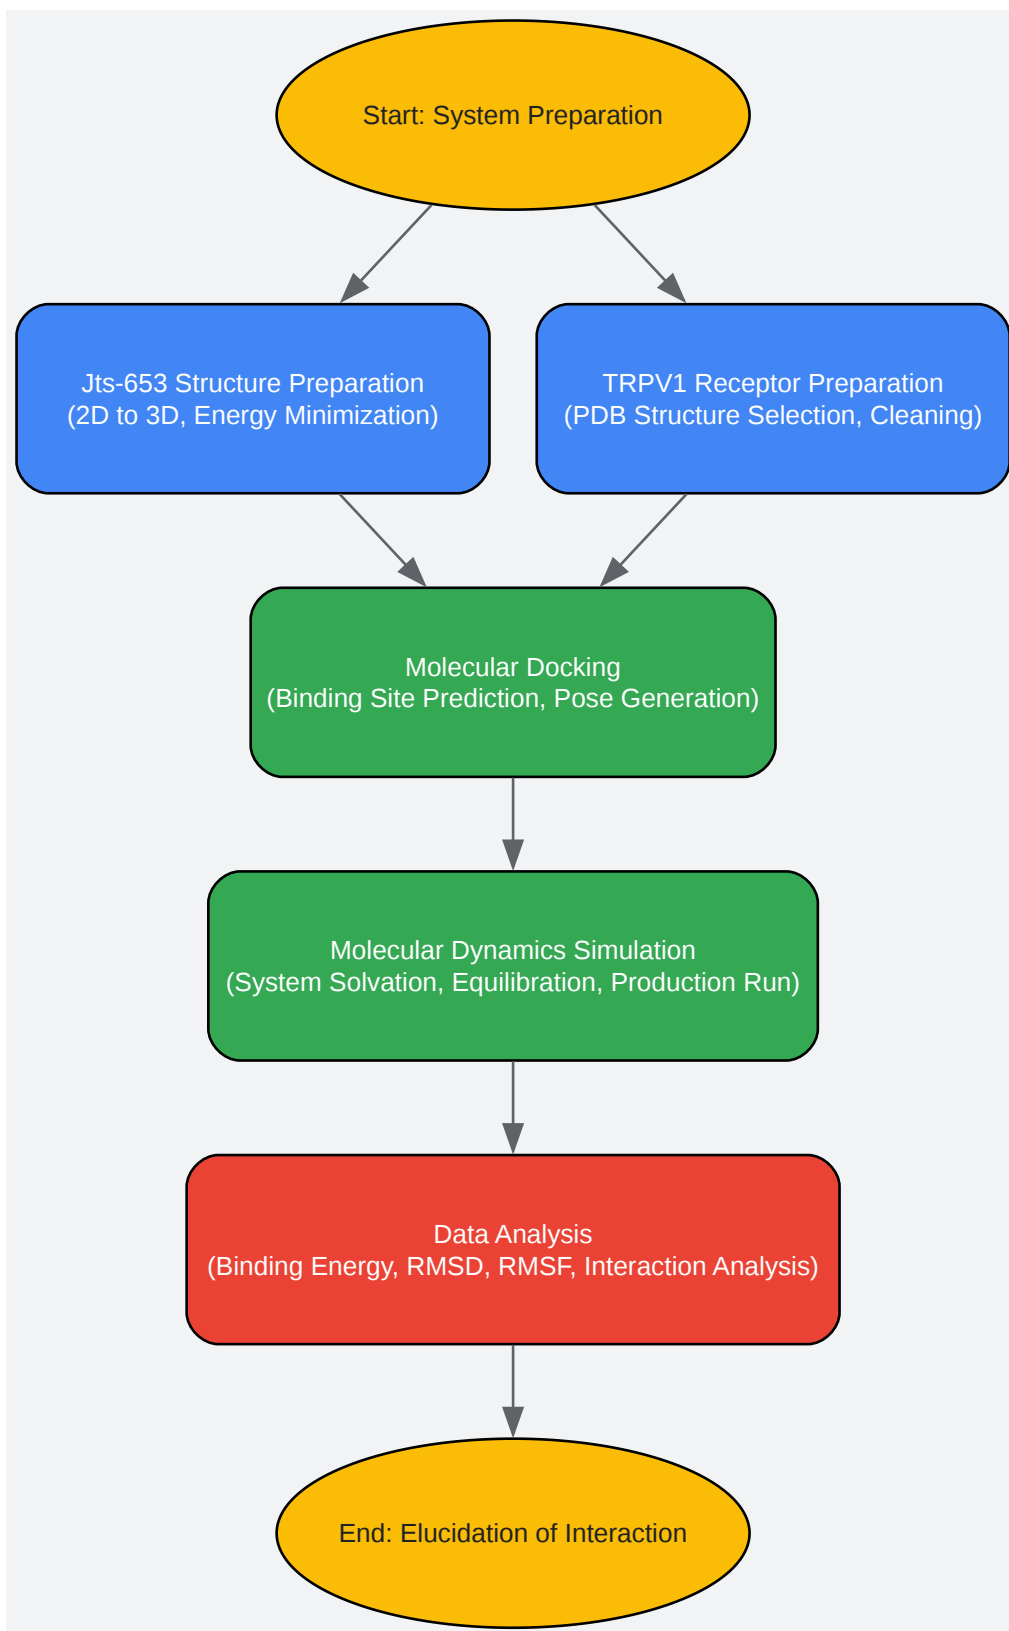 Start: System Preparation
Jts-653 Structure Preparation
(2D to 3D, Energy Minimization)
TRPV1 Receptor Preparation
(PDB Structure Selection, Cleaning)
Molecular Docking
(Binding Site Prediction, Pose Generation)
Molecular Dynamics Simulation
(System Solvation, Equilibration, Production Run)
Data Analysis
(Binding Energy, RMSD, RMSF, Interaction Analysis)
End: Elucidation of Interaction